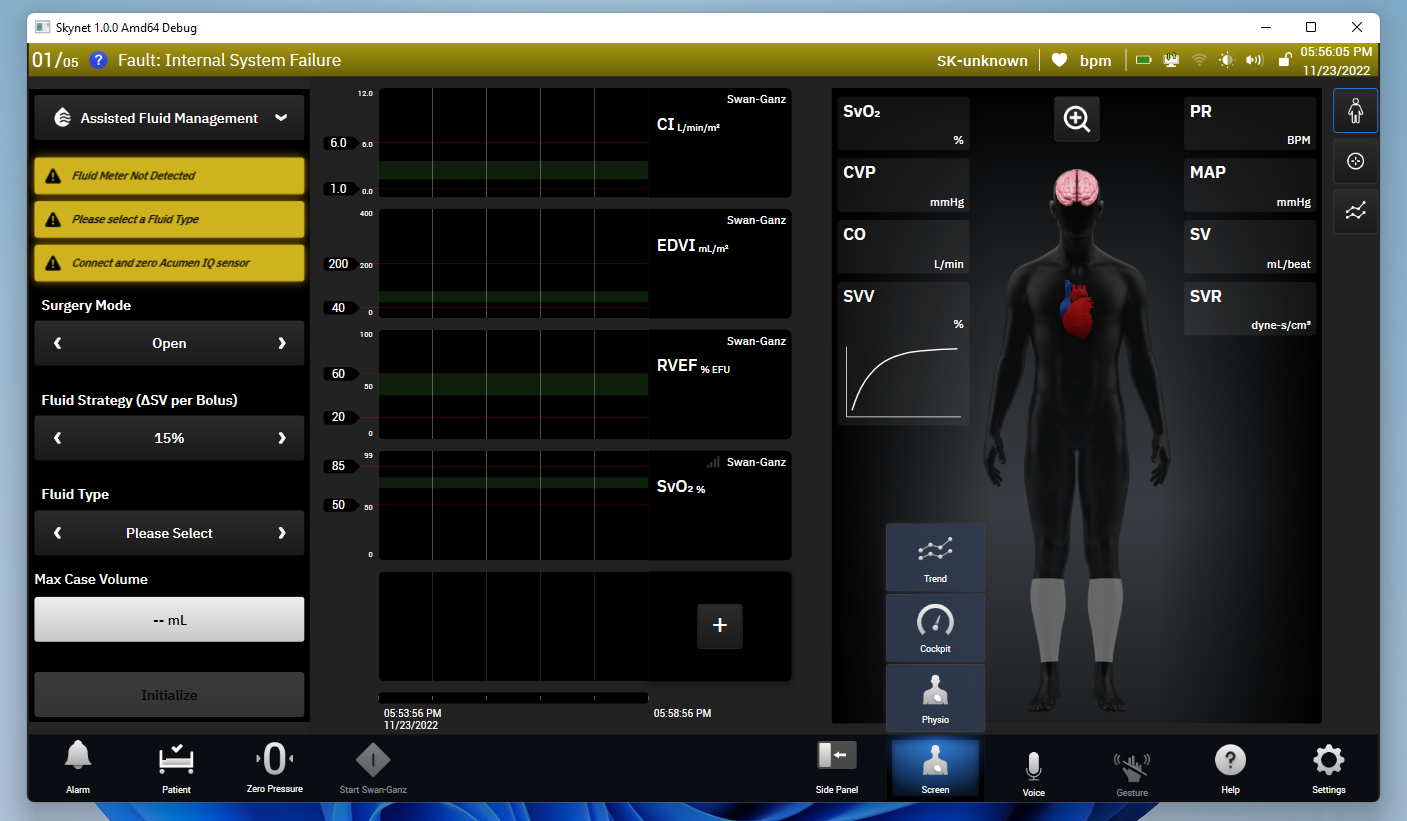 Skynet 1.0.0 Amd64 Debug
01/05 ? Fault: Internal System Failure
SK-unknown
bpm
05:56:05 PM
11/23/2022
Assisted Fluid Management
Fluid Meter Not Detected
Please select a Fluid Type
Connect and zero Acumen IQ sensor
Surgery Mode
Open
Fluid Strategy (ΔSV per Bolus)
15%
Fluid Type
Please Select
Max Case Volume
-- mL
Initialize
12.0
6.0 6.0
1.0 0.0
Swan-Ganz
CI L/min/m²
400
200 200
40 0
Swan-Ganz
EDVI mL/m²
100
60
50
20
0
Swan-Ganz
RVEF % EFU
99
85
50 50
0
Swan-Ganz
SvO₂ %
+
05:53:56 PM
11/23/2022
05:58:56 PM
SvO₂
%
CVP
mmHg
CO
L/min
SVV
%
PR
BPM
MAP
mmHg
SV
mL/beat
SVR
dyne-s/cm⁵
Trend
Cockpit
Physio
Alarm
Patient
0
Zero Pressure
Start Swan-Ganz
Side Panel
Screen
Voice
Gesture
?
Help
Settings